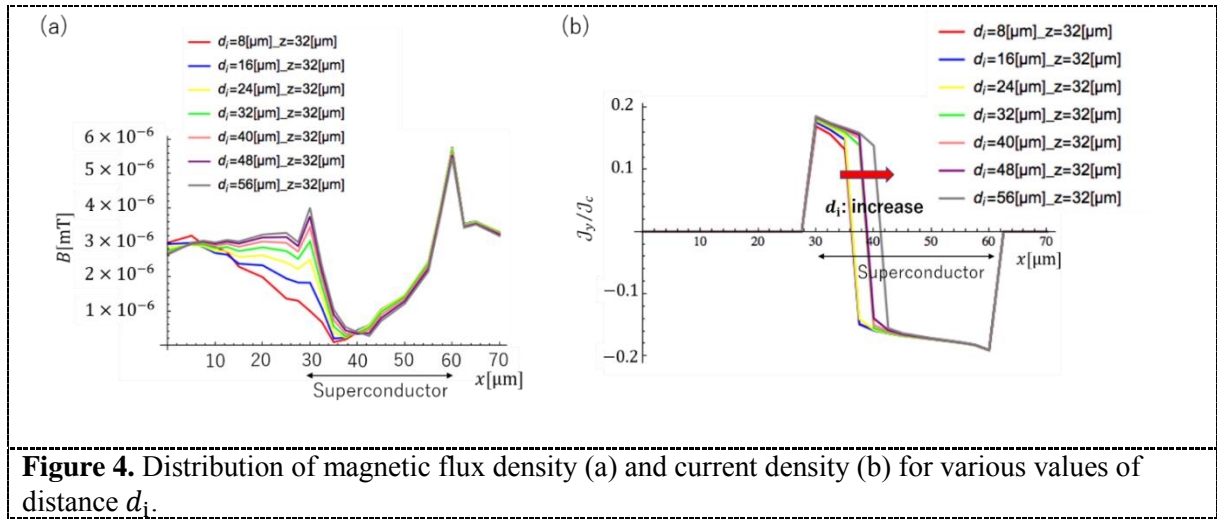 (a)
dᵢ=8[μm]_z=32[μm]
dᵢ=16[μm]_z=32[μm]
dᵢ=24[μm]_z=32[μm]
dᵢ=32[μm]_z=32[μm]
dᵢ=40[μm]_z=32[μm]
dᵢ=48[μm]_z=32[μm]
dᵢ=56[μm]_z=32[μm]
B[mT]
6 × 10⁻⁶
5 × 10⁻⁶
4 × 10⁻⁶
3 × 10⁻⁶
2 × 10⁻⁶
1 × 10⁻⁶
10 20 30 40 50 60 70
x[μm]
Superconductor
(b)
dᵢ=8[μm]_z=32[μm]
dᵢ=16[μm]_z=32[μm]
dᵢ=24[μm]_z=32[μm]
dᵢ=32[μm]_z=32[μm]
dᵢ=40[μm]_z=32[μm]
dᵢ=48[μm]_z=32[μm]
dᵢ=56[μm]_z=32[μm]
J_y/J_c
0.2
0.1
−0.1
−0.2
dᵢ: increase
10 20 30 40 50 60 70
x[μm]
Superconductor
Figure 4. Distribution of magnetic flux density (a) and current density (b) for various values of
distance dᵢ.